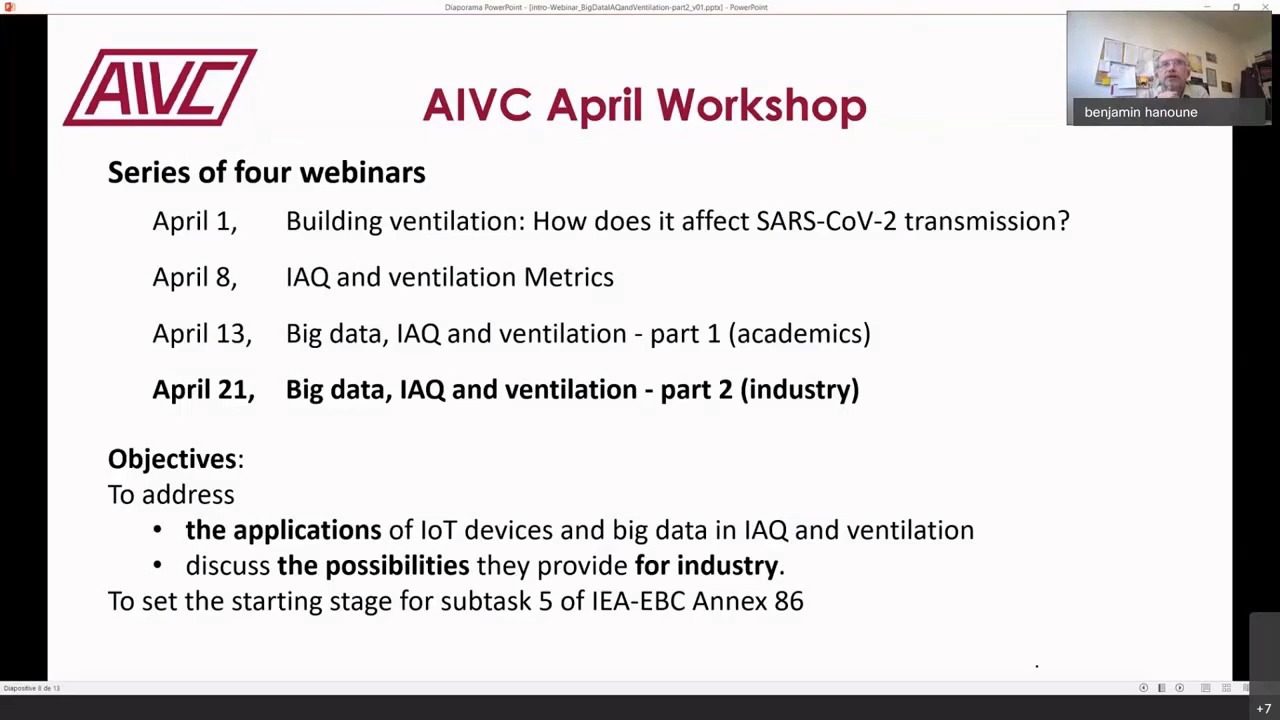 Diaporama PowerPoint - [intro-Webinar_BigDataIAQandVentilation-part2_v01.pptx] - PowerPoint
AIVC
AIVC April Workshop
benjamin hanoune
Series of four webinars
April 1, Building ventilation: How does it affect SARS-CoV-2 transmission?
April 8, IAQ and ventilation Metrics
April 13, Big data, IAQ and ventilation - part 1 (academics)
April 21, Big data, IAQ and ventilation - part 2 (industry)
Objectives:
To address
• the applications of IoT devices and big data in IAQ and ventilation
• discuss the possibilities they provide for industry.
To set the starting stage for subtask 5 of IEA-EBC Annex 86
Diapositive 8 de 13
+7